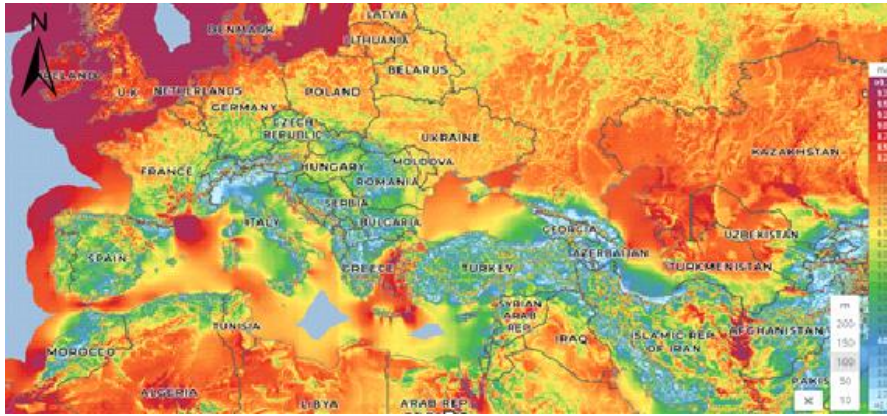 N
LATVIA
DENMARK
LITHUANIA
IRELAND
U.K
NETHERLANDS
BELARUS
GERMANY
POLAND
CZECH
REPUBLIC
UKRAINE
FRANCE
HUNGARY
MOLDOVA
KAZAKHSTAN
ROMANIA
SERBIA
ITALY
BULGARIA
GEORGIA
UZBEKISTAN
SPAIN
GREECE
TURKEY
AZERBAIJAN
TURKMENISTAN
SYRIAN
ARAB
REP.
TUNISIA
IRAQ
ISLAMIC REP.
OF IRAN
AFGHANISTAN
MOROCCO
ALGERIA
LIBYA
ARAB REP.
PAKIS
m
200
150
100
50
10